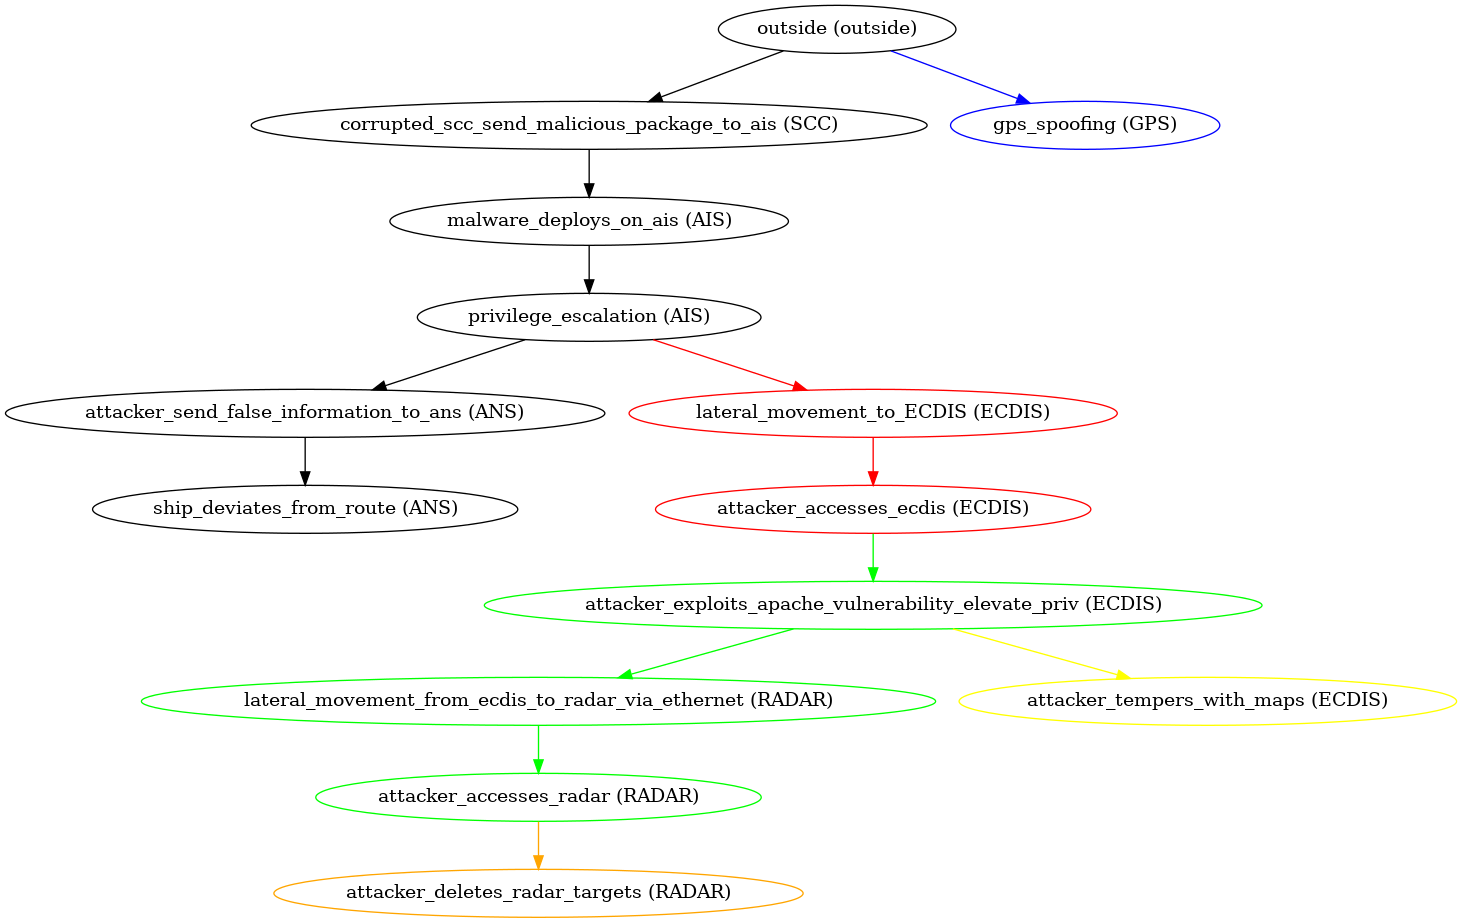 outside (outside)
corrupted_scc_send_malicious_package_to_ais (SCC)
gps_spoofing (GPS)
malware_deploys_on_ais (AIS)
privilege_escalation (AIS)
attacker_send_false_information_to_ans (ANS)
lateral_movement_to_ECDIS (ECDIS)
ship_deviates_from_route (ANS)
attacker_accesses_ecdis (ECDIS)
attacker_exploits_apache_vulnerability_elevate_priv (ECDIS)
lateral_movement_from_ecdis_to_radar_via_ethernet (RADAR)
attacker_tempers_with_maps (ECDIS)
attacker_accesses_radar (RADAR)
attacker_deletes_radar_targets (RADAR)